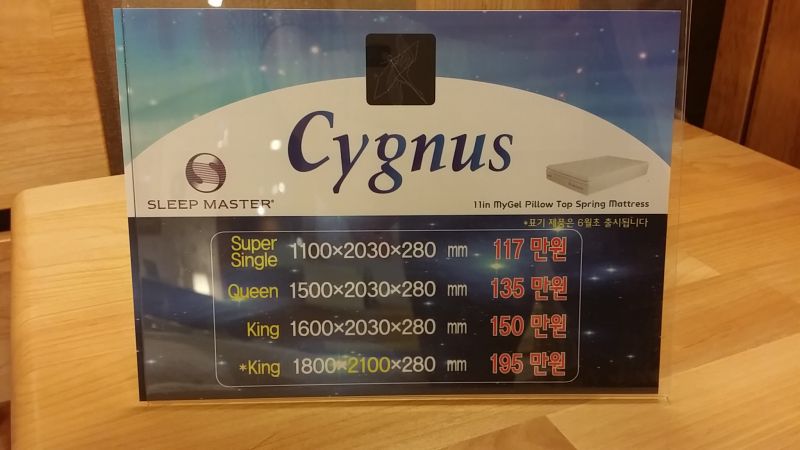 Cygnus
SLEEP MASTER®
11in MyGel Pillow Top Spring Mattress
*표기 제품은 6월초 출시됩니다
Super Single 1100×2030×280 mm 117 만원
Queen 1500×2030×280 mm 135 만원
King 1600×2030×280 mm 150 만원
*King 1800×2100×280 mm 195 만원